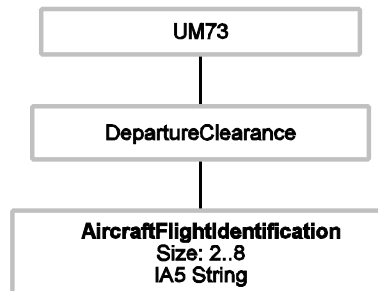 UM73
DepartureClearance
AircraftFlightIdentification
Size: 2..8
IA5 String